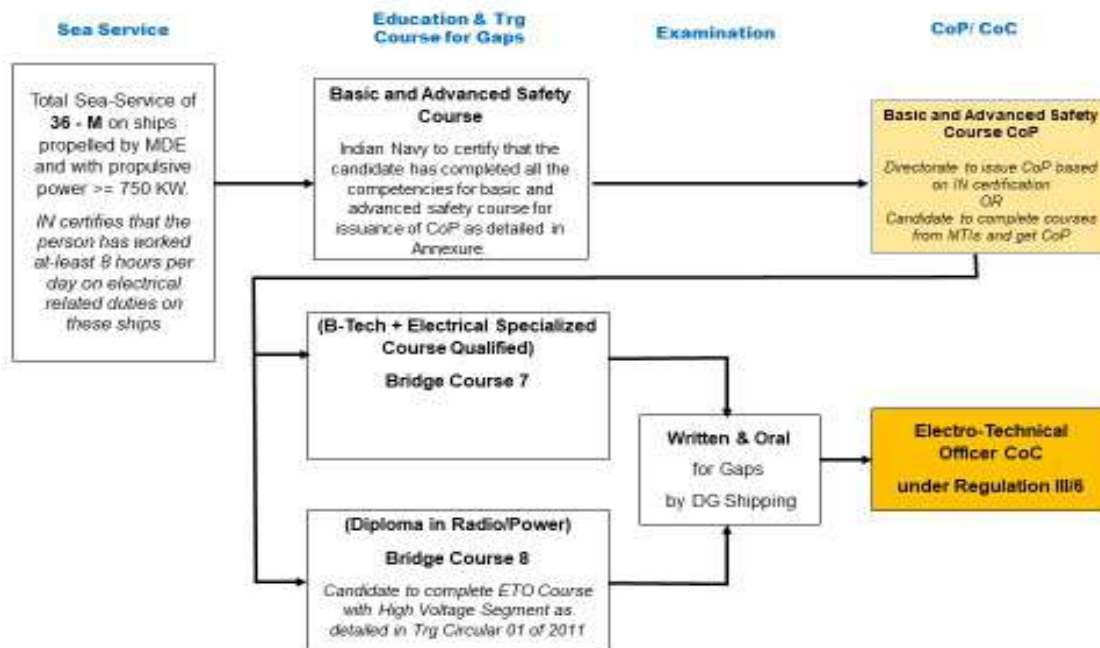 Sea Service
Education & Trg
Course for Gaps
Examination
CoP/ CoC
Total Sea-Service of
36 - M on ships
propelled by MDE
and with propulsive
power >= 750 KW.
IN certifies that the
person has worked
at-least 8 hours per
day on electrical
related duties on
these ships
Basic and Advanced Safety
Course
Indian Navy to certify that the
candidate has completed all the
competencies for basic and
advanced safety course for
issuance of CoP as detailed in
Annexure
Basic and Advanced Safety
Course CoP
Directorate to issue CoP based
on IN certification
OR
Candidate to complete courses
from MTIs and get CoP
(B-Tech + Electrical Specialized
Course Qualified)
Bridge Course 7
Written & Oral
for Gaps
by DG Shipping
Electro-Technical
Officer CoC
under Regulation III/6
(Diploma in Radio/Power)
Bridge Course 8
Candidate to complete ETO Course
with High Voltage Segment as
detailed in Trg Circular 01 of 2011